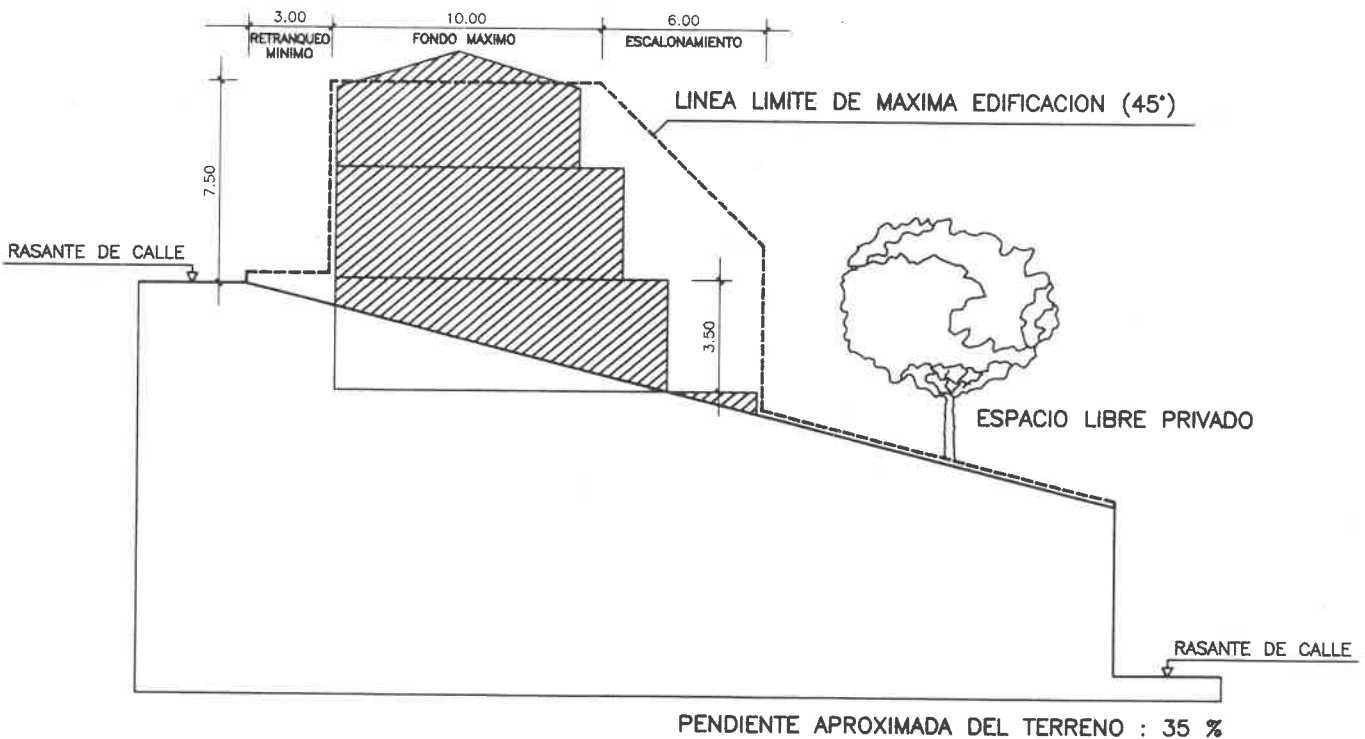 3.00 10.00 6.00
RETRANQUEO MINIMO
FONDO MAXIMO
ESCALONAMIENTO
LINEA LIMITE DE MAXIMA EDIFICACION (45°)
7.50
RASANTE DE CALLE
3.50
ESPACIO LIBRE PRIVADO
RASANTE DE CALLE
PENDIENTE APROXIMADA DEL TERRENO : 35 %